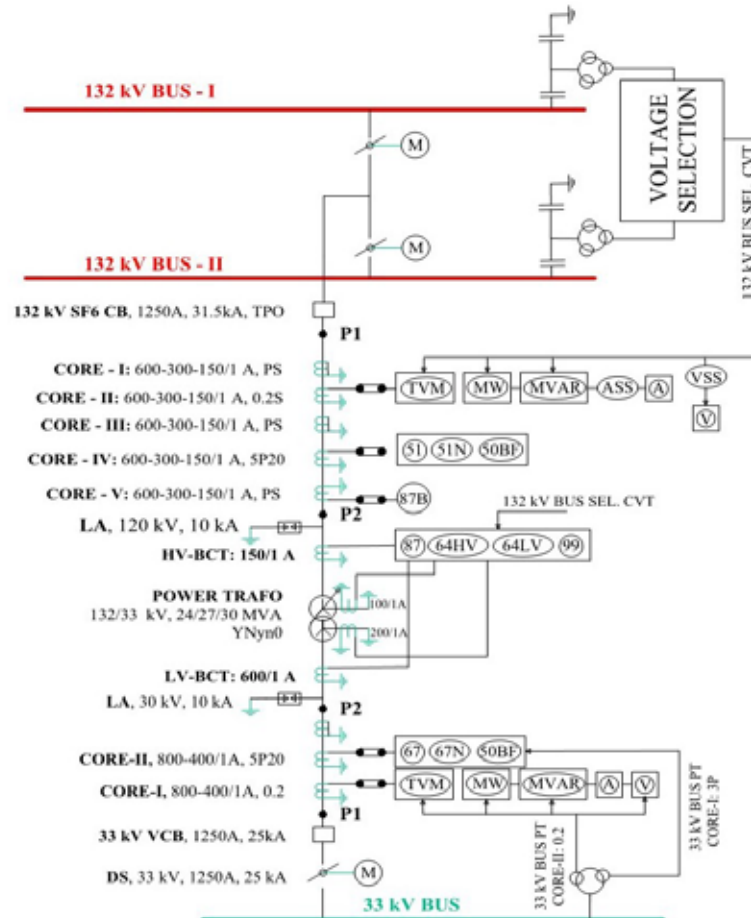 132 kV BUS - I
M
VOLTAGE
SELECTION
132 kV BUS SEL. CVT
M
132 kV BUS - II
132 kV SF6 CB, 1250A, 31.5kA, TPO
P1
CORE - I: 600-300-150/1 A, PS
TVM MW MVAR ASS A VSS
CORE - II: 600-300-150/1 A, 0.2S
V
CORE - III: 600-300-150/1 A, PS
51 51N 50BF
CORE - IV: 600-300-150/1 A, 5P20
CORE - V: 600-300-150/1 A, PS
87B
P2
132 kV BUS SEL. CVT
LA, 120 kV, 10 kA
HV-BCT: 150/1 A
87 64HV 64LV 99
POWER TRAFO
100/1A
132/33 kV, 24/27/30 MVA
YNyn0
200/1A
LV-BCT: 600/1 A
LA, 30 kV, 10 kA
P2
67 67N 50BF
CORE-II, 800-400/1A, 5P20
CORE-I, 800-400/1A, 0.2
TVM MW MVAR A V
P1
33 kV VCB, 1250A, 25kA
33 kV BUS PT
CORE-II: 0.2
33 kV BUS PT
CORE-I: 3P
DS, 33 kV, 1250A, 25 kA
M
33 kV BUS